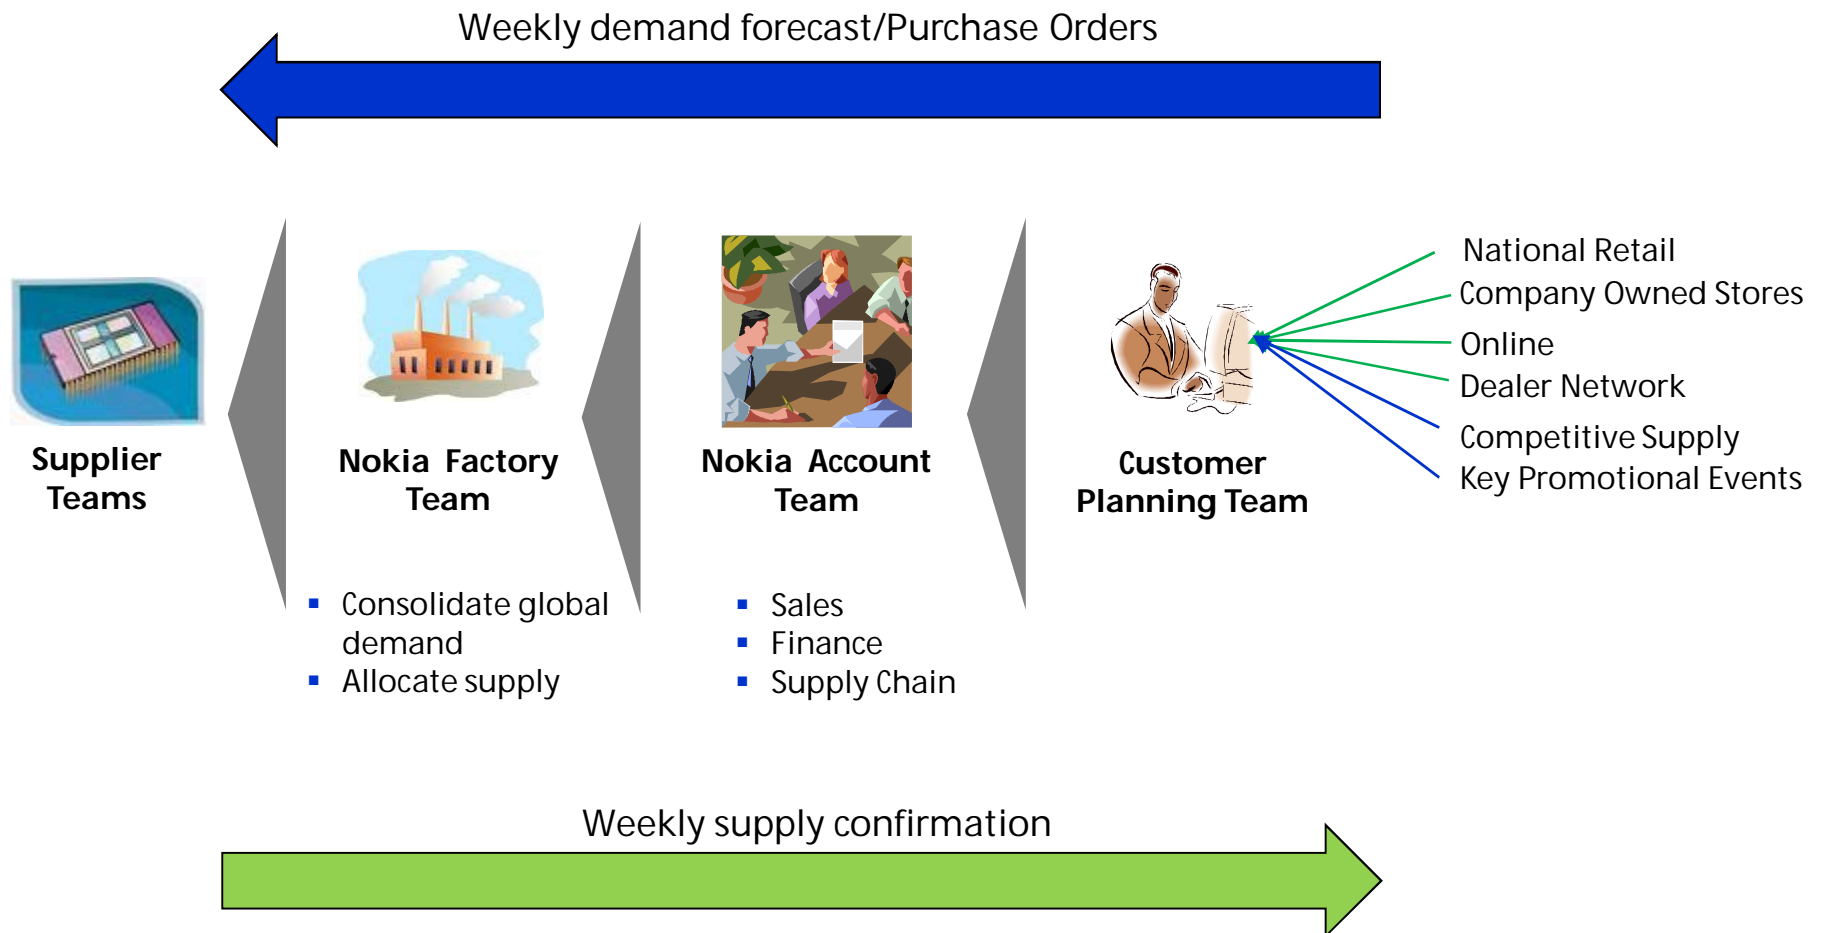 Weekly demand forecast/Purchase Orders
National Retail
Company Owned Stores
Online
Dealer Network
Competitive Supply
Key Promotional Events
Supplier
Teams
Nokia Factory
Team
Nokia Account
Team
Customer
Planning Team
Consolidate global
demand
Allocate supply
Sales
Finance
Supply Chain
Weekly supply confirmation